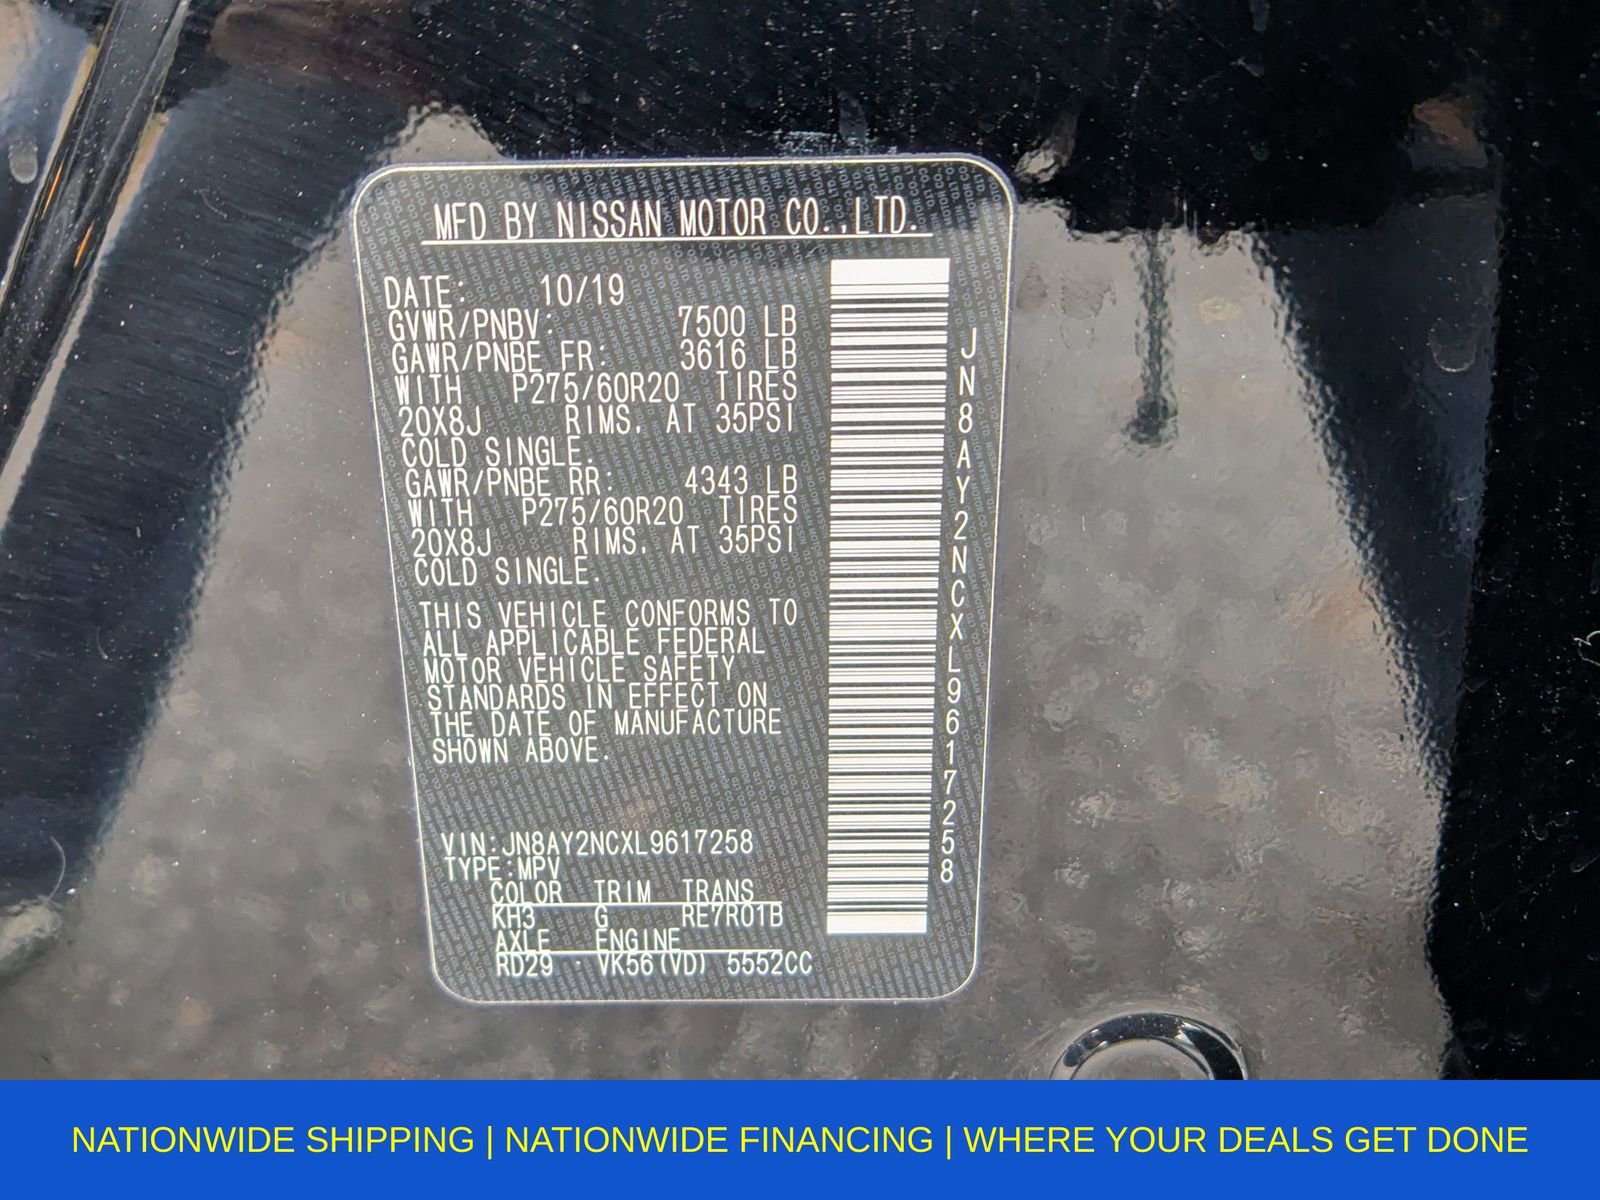 MFD BY NISSAN MOTOR CO.,LTD.
DATE: 10/19
GVWR/PNBV: 7500 LB
GAWR/PNBE FR: 3616 LB
WITH P275/60R20 TIRES
20X8J RIMS, AT 35PSI
COLD SINGLE.
GAWR/PNBE RR: 4343 LB
WITH P275/60R20 TIRES
20X8J RIMS, AT 35PSI
COLD SINGLE.
THIS VEHICLE CONFORMS TO
ALL APPLICABLE FEDERAL
MOTOR VEHICLE SAFETY
STANDARDS IN EFFECT ON
THE DATE OF MANUFACTURE
SHOWN ABOVE.
VIN:JN8AY2NCXL9617258
TYPE:MPV
COLOR TRIM TRANS
KH3 G RE7R01B
AXLE ENGINE
RD29 VK56(VD) 5552CC
JN8AY2NCXL9617258
NATIONWIDE SHIPPING | NATIONWIDE FINANCING | WHERE YOUR DEALS GET DONE